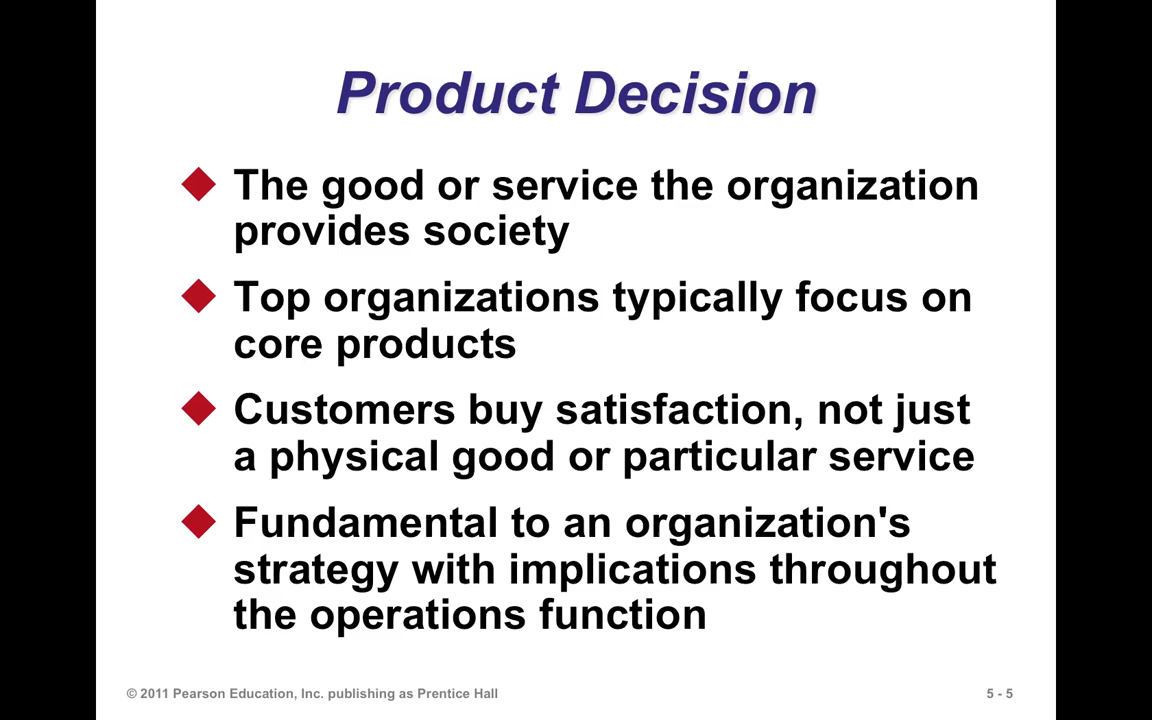 Product Decision
The good or service the organization
provides society
Top organizations typically focus on
core products
Customers buy satisfaction, not just
a physical good or particular service
Fundamental to an organization's
strategy with implications throughout
the operations function
© 2011 Pearson Education, Inc. publishing as Prentice Hall
5 - 5